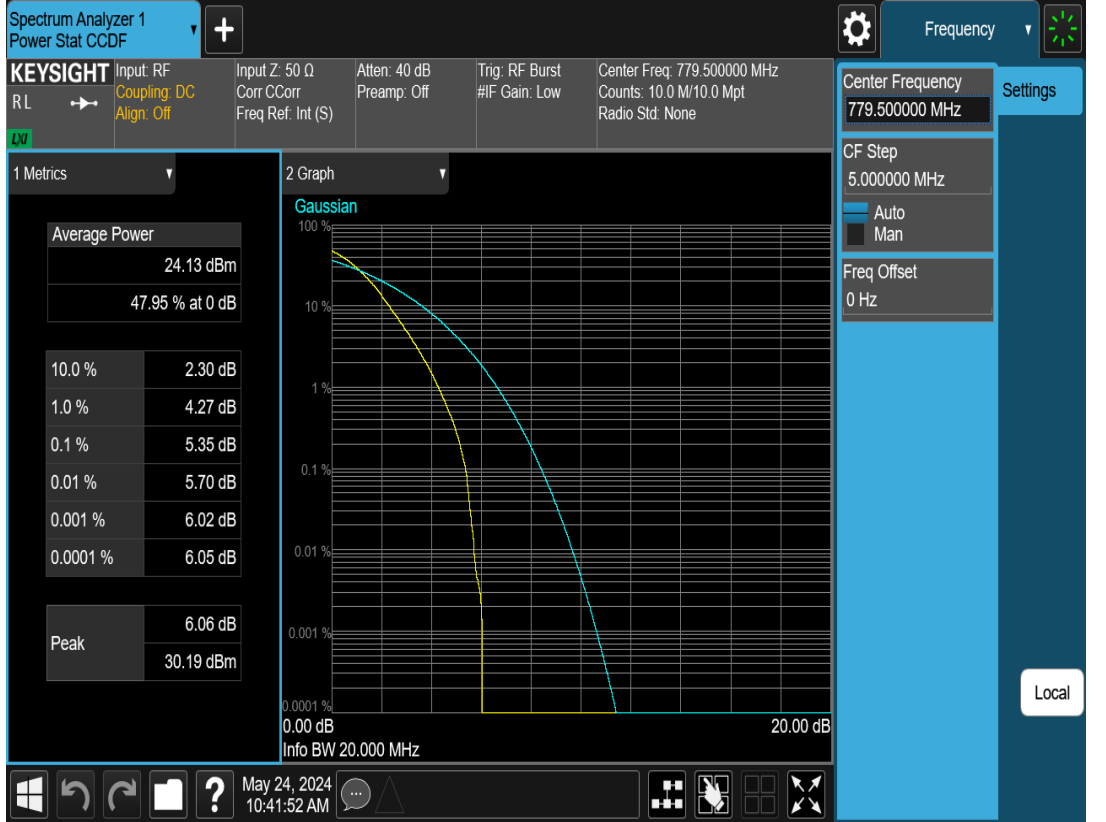 Spectrum Analyzer 1
Power Stat CCDF
Frequency
KEYSIGHT
R L
LXI
Input: RF
Coupling: DC
Align: Off
Input Z: 50 Ω
Corr CCorr
Freq Ref: Int (S)
Atten: 40 dB
Preamp: Off
Trig: RF Burst
#IF Gain: Low
Center Freq: 779.500000 MHz
Counts: 10.0 M/10.0 Mpt
Radio Std: None
Center Frequency
779.500000 MHz
Settings
CF Step
5.000000 MHz
Auto
Man
Freq Offset
0 Hz
Local
1 Metrics
Average Power
24.13 dBm
47.95 % at 0 dB
10.0 % 2.30 dB
1.0 % 4.27 dB
0.1 % 5.35 dB
0.01 % 5.70 dB
0.001 % 6.02 dB
0.0001 % 6.05 dB
Peak
6.06 dB
30.19 dBm
2 Graph
Gaussian
100 %
10 %
1 %
0.1 %
0.01 %
0.001 %
0.0001 %
0.00 dB 20.00 dB
Info BW 20.000 MHz
?
May 24, 2024
10:41:52 AM